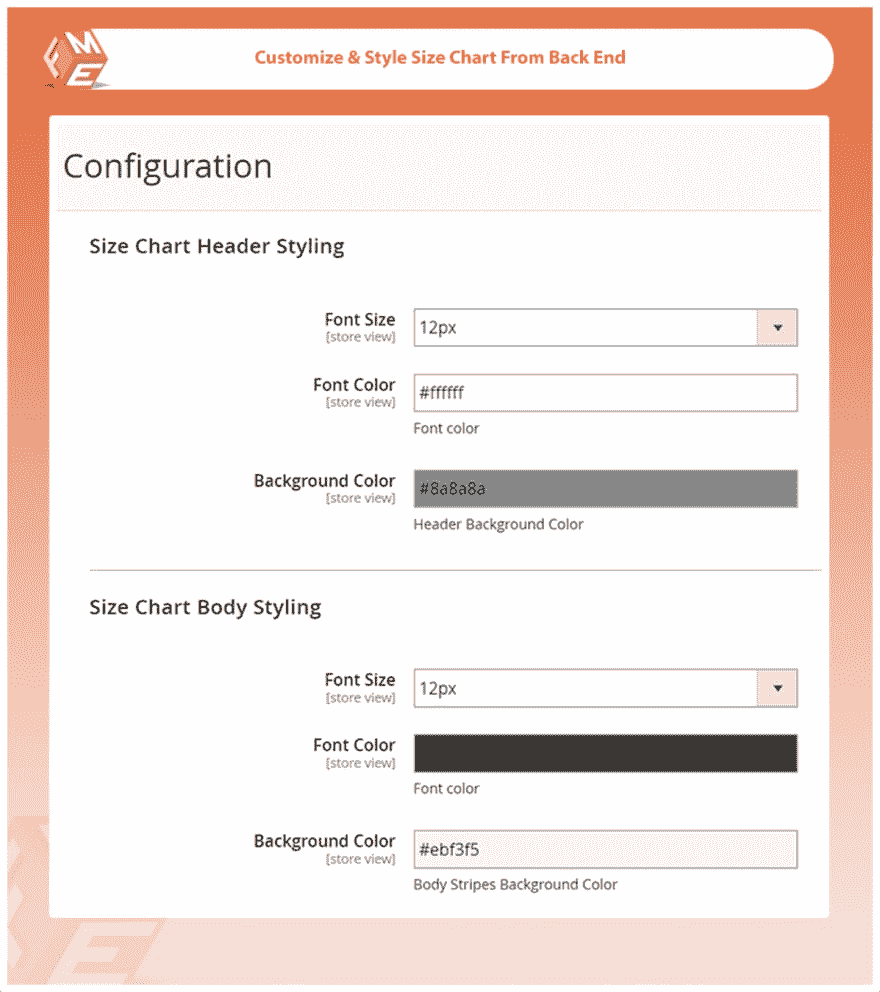 FME
Customize & Style Size Chart From Back End
Configuration
Size Chart Header Styling
Font Size
[store view]
12px
Font Color
[store view]
#ffffff
Font color
Background Color
[store view]
#8a8a8a
Header Background Color
Size Chart Body Styling
Font Size
[store view]
12px
Font Color
[store view]
Font color
Background Color
[store view]
#ebf3f5
Body Stripes Background Color